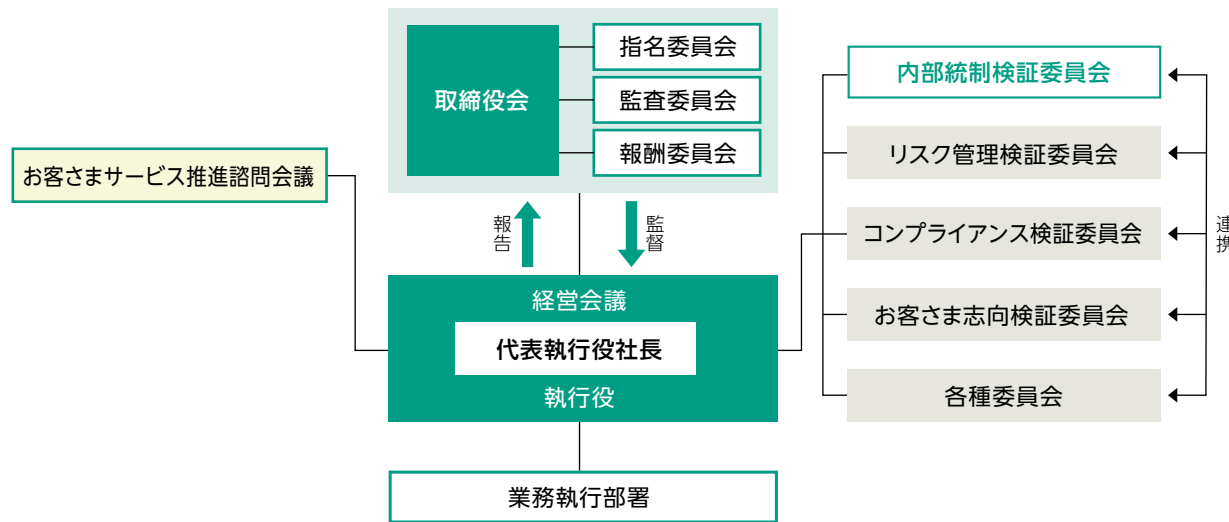 取締役会
指名委員会
監査委員会
報酬委員会
お客さまサービス推進諮問会議
報告
監督
経営会議
代表執行役社長
執行役
業務執行部署
内部統制検証委員会
リスク管理検証委員会
コンプライアンス検証委員会
お客さま志向検証委員会
各種委員会
連携